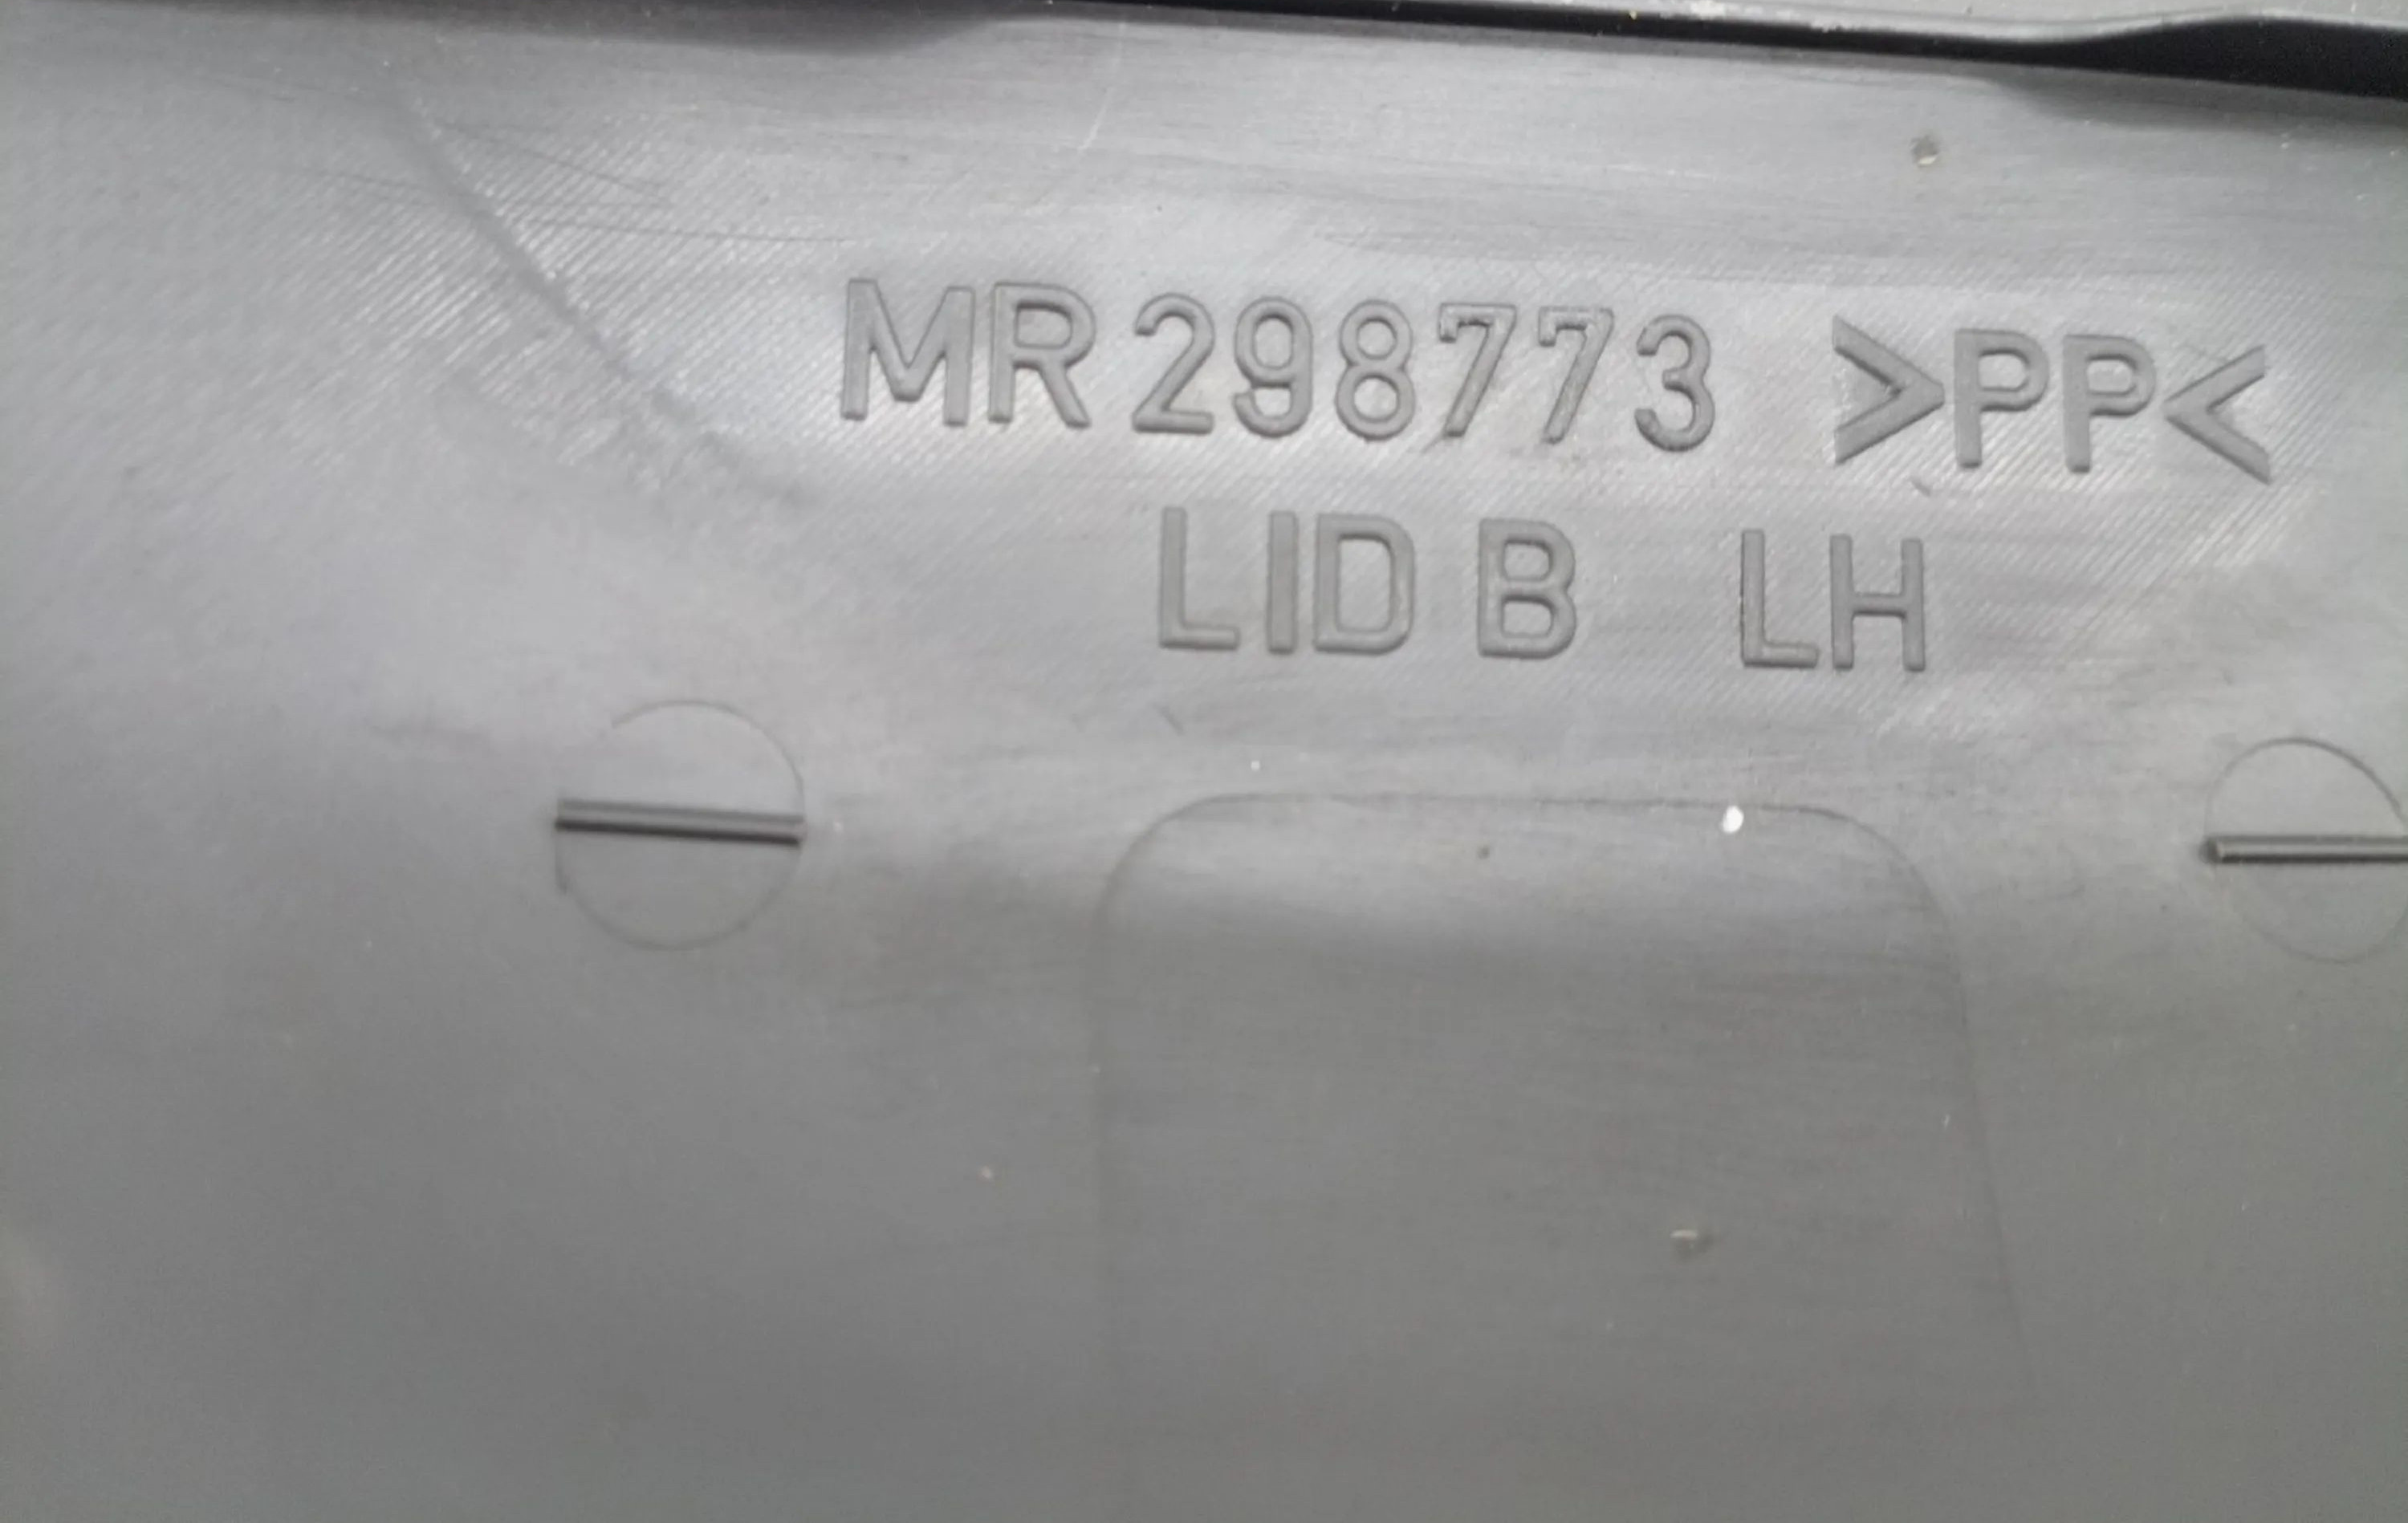 MR298773 >PP<
LID B LH